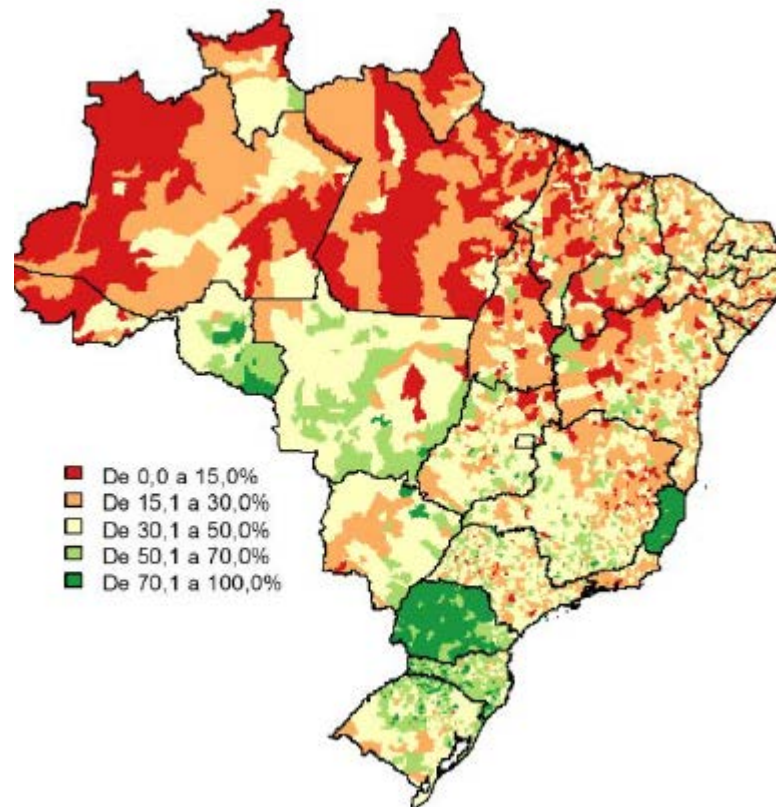 De 0,0 a 15,0%
De 15,1 a 30,0%
De 30,1 a 50,0%
De 50,1 a 70,0%
De 70,1 a 100,0%